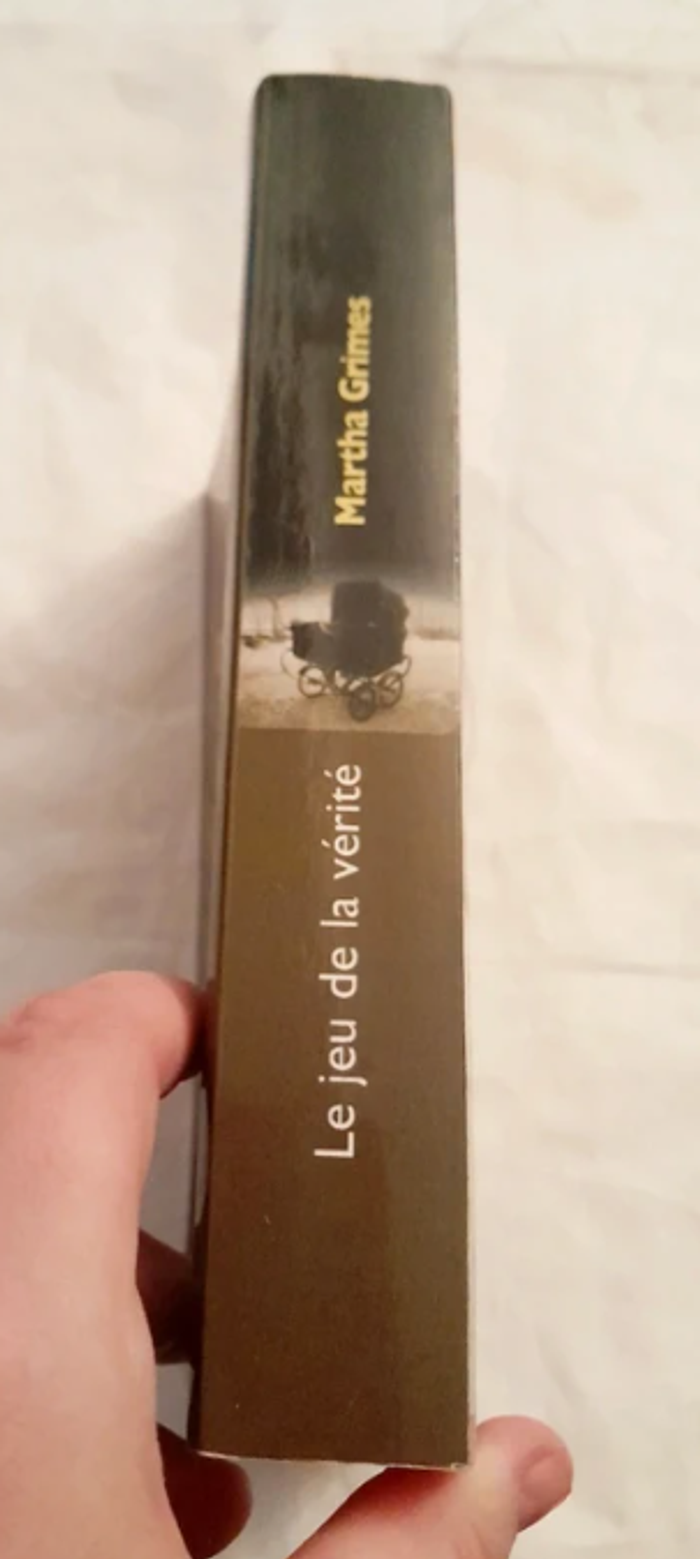 Martha Grimes
Le jeu de la vérité